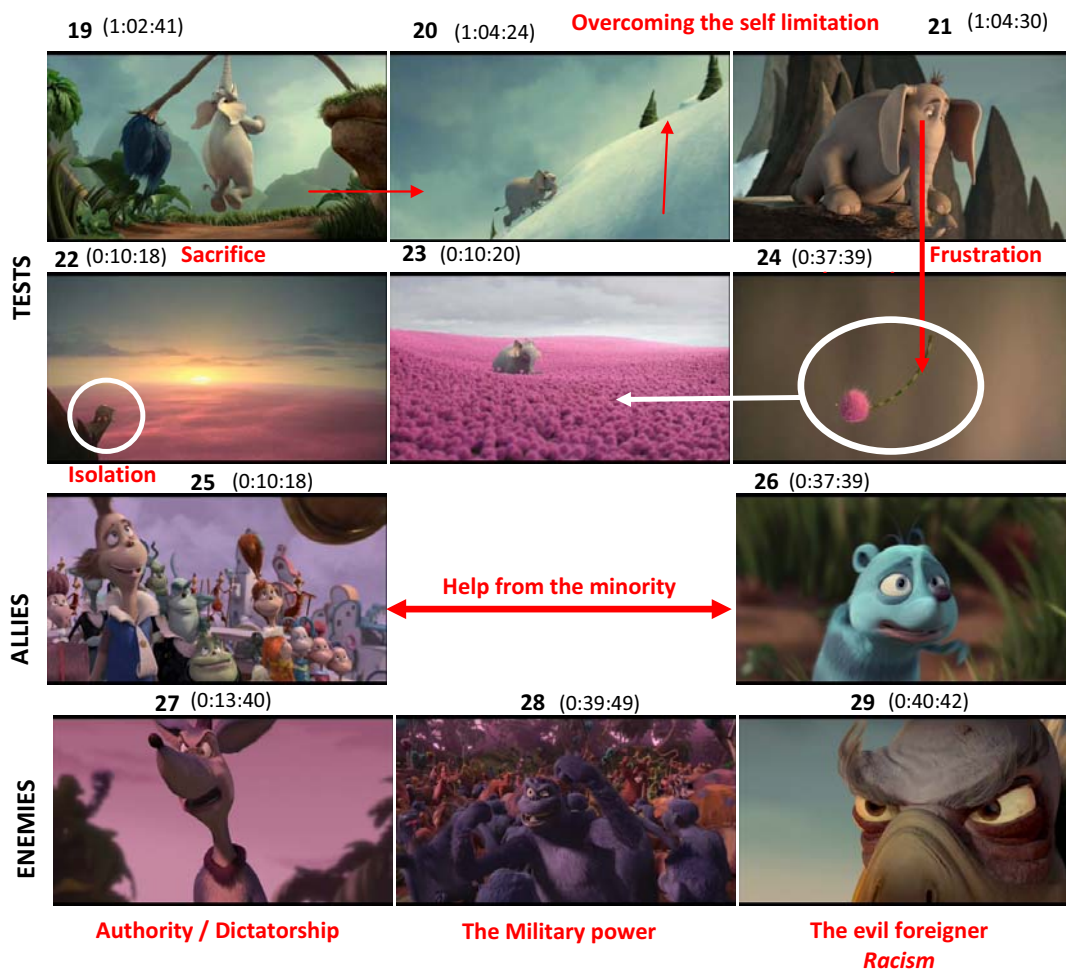 19 (1:02:41)
20 (1:04:24)
Overcoming the self limitation
21 (1:04:30)
TESTS
22 (0:10:18)
Sacrifice
23 (0:10:20)
24 (0:37:39)
Frustration
Isolation
25 (0:10:18)
26 (0:37:39)
ALLIES
Help from the minority
27 (0:13:40)
28 (0:39:49)
29 (0:40:42)
ENEMIES
Authority / Dictatorship
The Military power
The evil foreigner
Racism